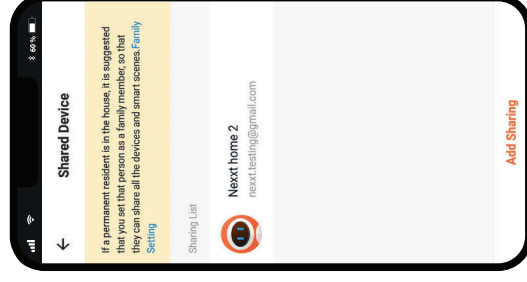 60%
Shared Device
If a permanent resident is in the house, it is suggested
that you set that person as a family member, so that
they can share all the devices and smart scenes.Family
Setting
Sharing List
Nexxt home 2
nexxt.testing@gmail.com
Add Sharing